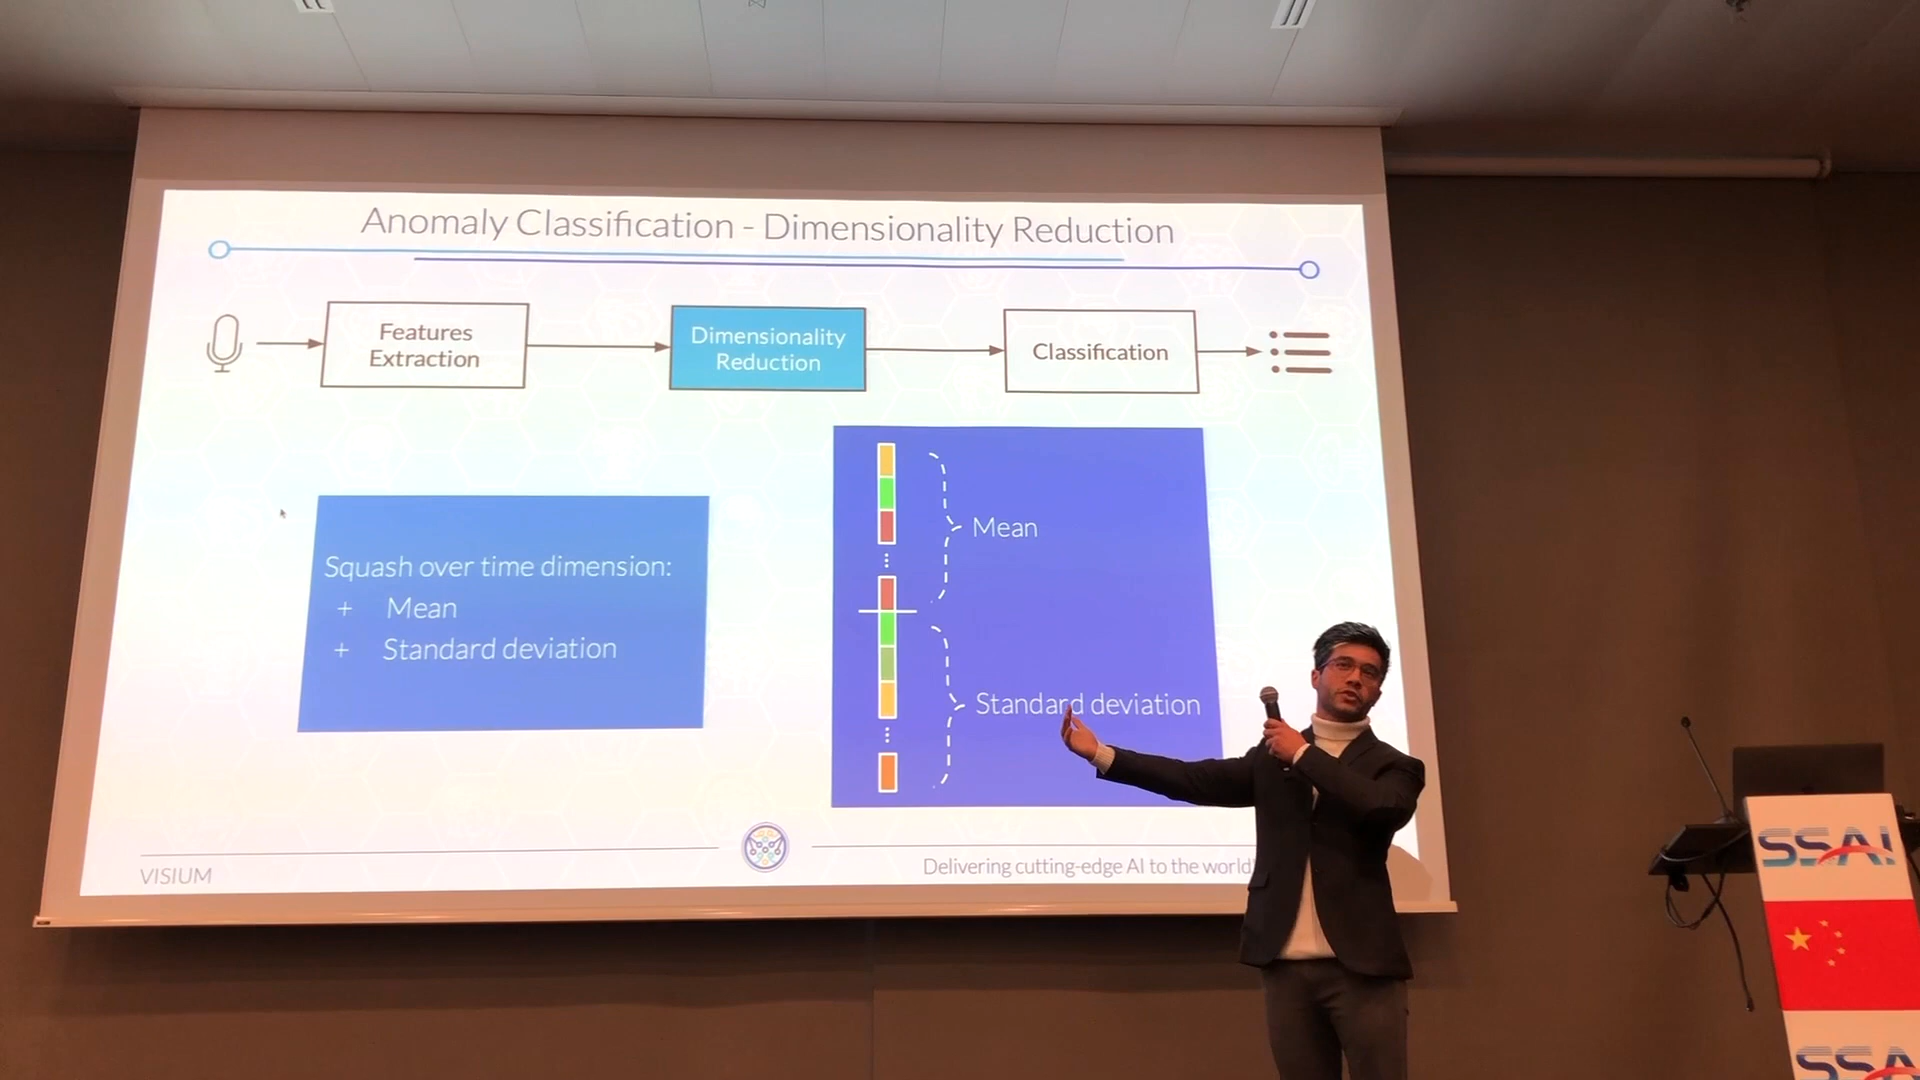 Anomaly Classification - Dimensionality Reduction
Features
Extraction
Dimensionality
Reduction
Classification
Squash over time dimension:
+ Mean
+ Standard deviation
Mean
Standard deviation
VISIUM
Delivering cutting-edge AI to the world!
SSAI
SSA